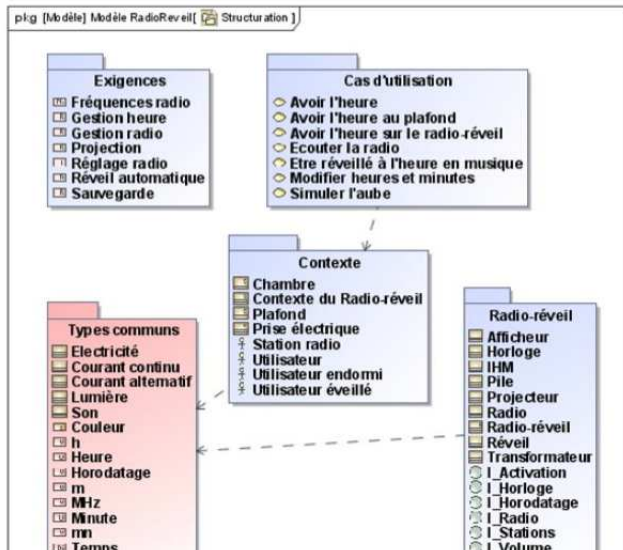 pkg [Modèle] Modèle RadioReveil[ Structuration ]
Exigences
Fréquences radio
Gestion heure
Gestion radio
Projection
Réglage radio
Réveil automatique
Sauvegarde
Cas d'utilisation
Avoir l'heure
Avoir l'heure au plafond
Avoir l'heure sur le radio-réveil
Ecouter la radio
Etre réveillé à l'heure en musique
Modifier heures et minutes
Simuler l'aube
Contexte
Chambre
Contexte du Radio-réveil
Plafond
Prise électrique
Station radio
Utilisateur
Utilisateur endormi
Utilisateur éveillé
Types communs
Electricité
Courant continu
Courant alternatif
Lumière
Son
Couleur
h
Heure
Horodatage
m
MHz
Minute
mn
Temps
Radio-réveil
Afficheur
Horloge
IHM
Pile
Projecteur
Radio
Radio-réveil
Réveil
Transformateur
I_Activation
I_Horloge
I_Horodatage
I_Radio
I_Stations
I_Volume